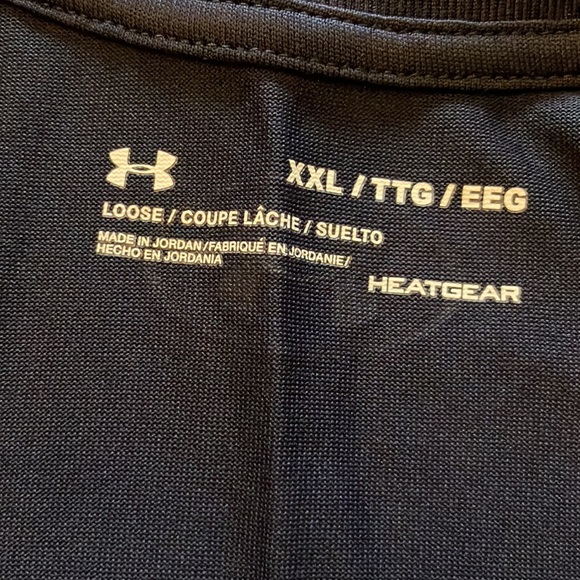 XXL / TTG / EEG
LOOSE / COUPE LÂCHE / SUELTO
MADE IN JORDAN / FABRIQUÉ EN JORDANIE /
HECHO EN JORDANIA
HEATGEAR